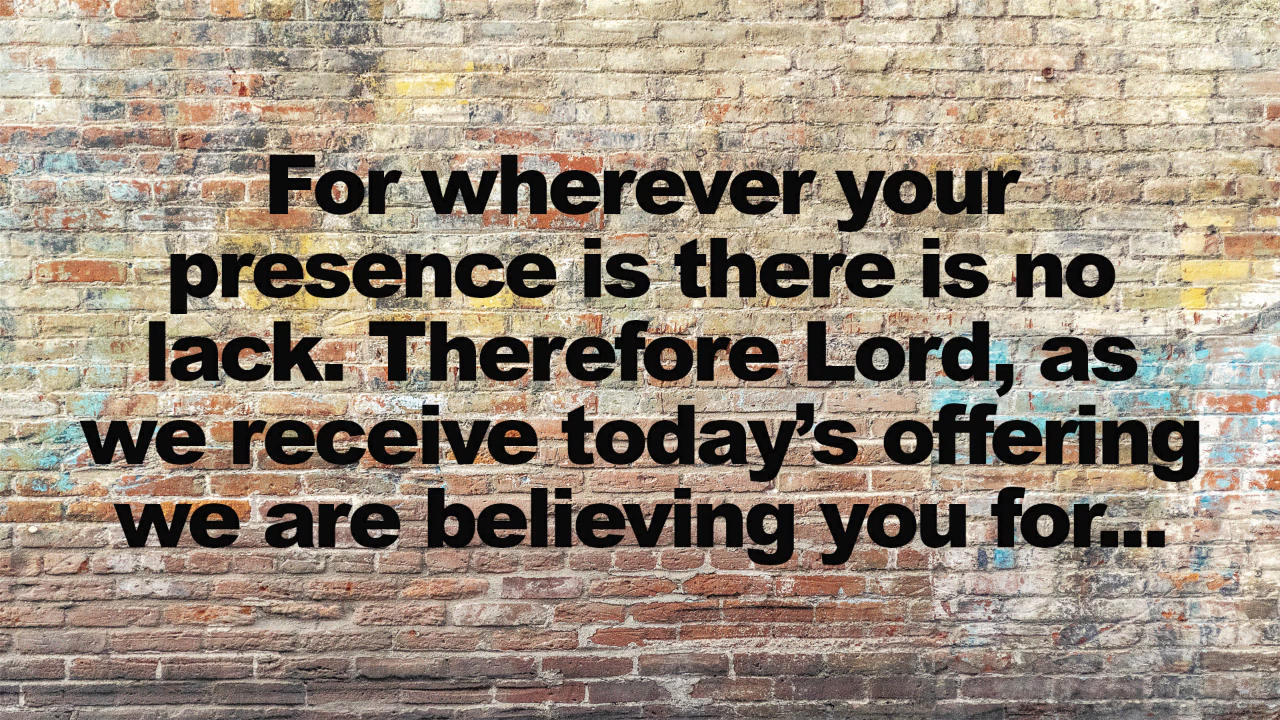 For wherever your
presence is there is no
lack. Therefore Lord, as
we receive today’s offering
we are believing you for...